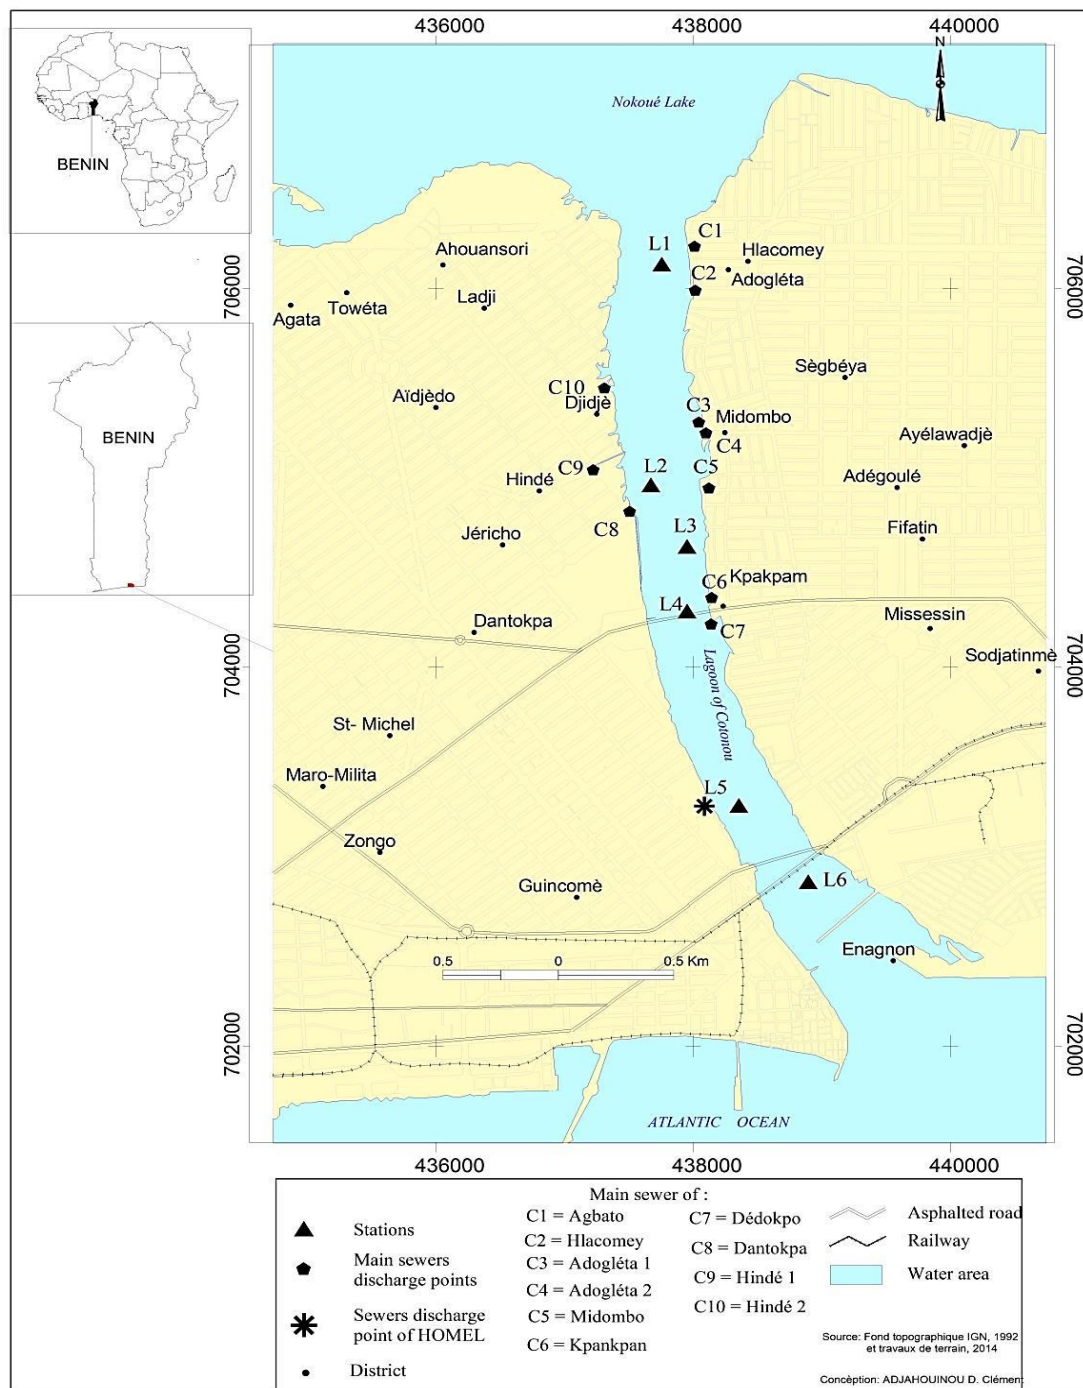 436000
438000
440000
N
Nokoué Lake
BENIN
BENIN
706000
704000
702000
706000
704000
702000
C1
L1
Hlacomey
Ahouansori
C2
Adogléta
Ladji
Towéta
Agata
Sègbéya
C10
Aïdjèdo
Djidjè
C3
Midombo
C4
Ayélawadjè
C9
L2
C5
Hindé
Adégoulé
C8
L3
Jéricho
Fifatin
C6
Kpakpam
L4
Missessin
Dantokpa
C7
Sodjatinmè
Lagoon of Cotonou
St- Michel
Maro-Milita
L5
Zongo
Guincomè
L6
Enagnon
0.5
0
0.5 Km
ATLANTIC OCEAN
436000
438000
440000
Stations
Main sewers
discharge points
Sewers discharge
point of HOMEL
District
Main sewer of :
C1 = Agbato
C2 = Hlacomey
C3 = Adogléta 1
C4 = Adogléta 2
C5 = Midombo
C6 = Kpankpan
C7 = Dédokpo
C8 = Dantokpa
C9 = Hindé 1
C10 = Hindé 2
Asphalted road
Railway
Water area
Source: Fond topographique IGN, 1992
et travaux de terrain, 2014
Concèption: ADJAHOUINOU D. Clément